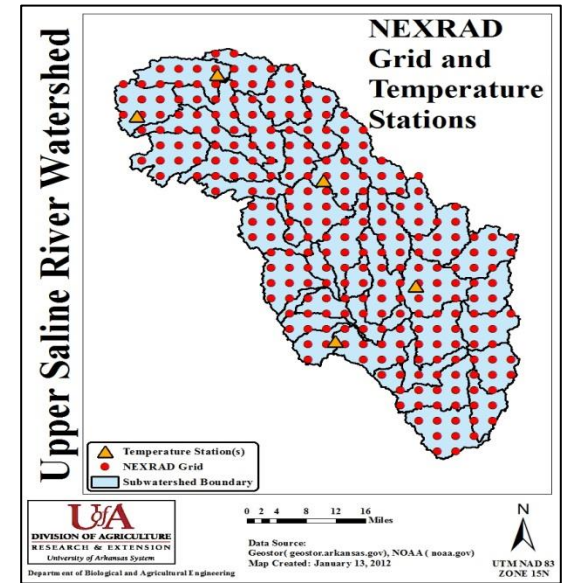 Upper Saline River Watershed
NEXRAD
Grid and
Temperature
Stations
Temperature Station(s)
NEXRAD Grid
Subwatershed Boundary
UofA
DIVISION OF AGRICULTURE
RESEARCH & EXTENSION
University of Arkansas System
Department of Biological and Agricultural Engineering
0 2 4 8 12 16
Miles
Data Source:
Geostor( geostor.arkansas.gov), NOAA ( noaa.gov)
Map Created: January 13, 2012
N
UTM NAD 83
ZONE 15N